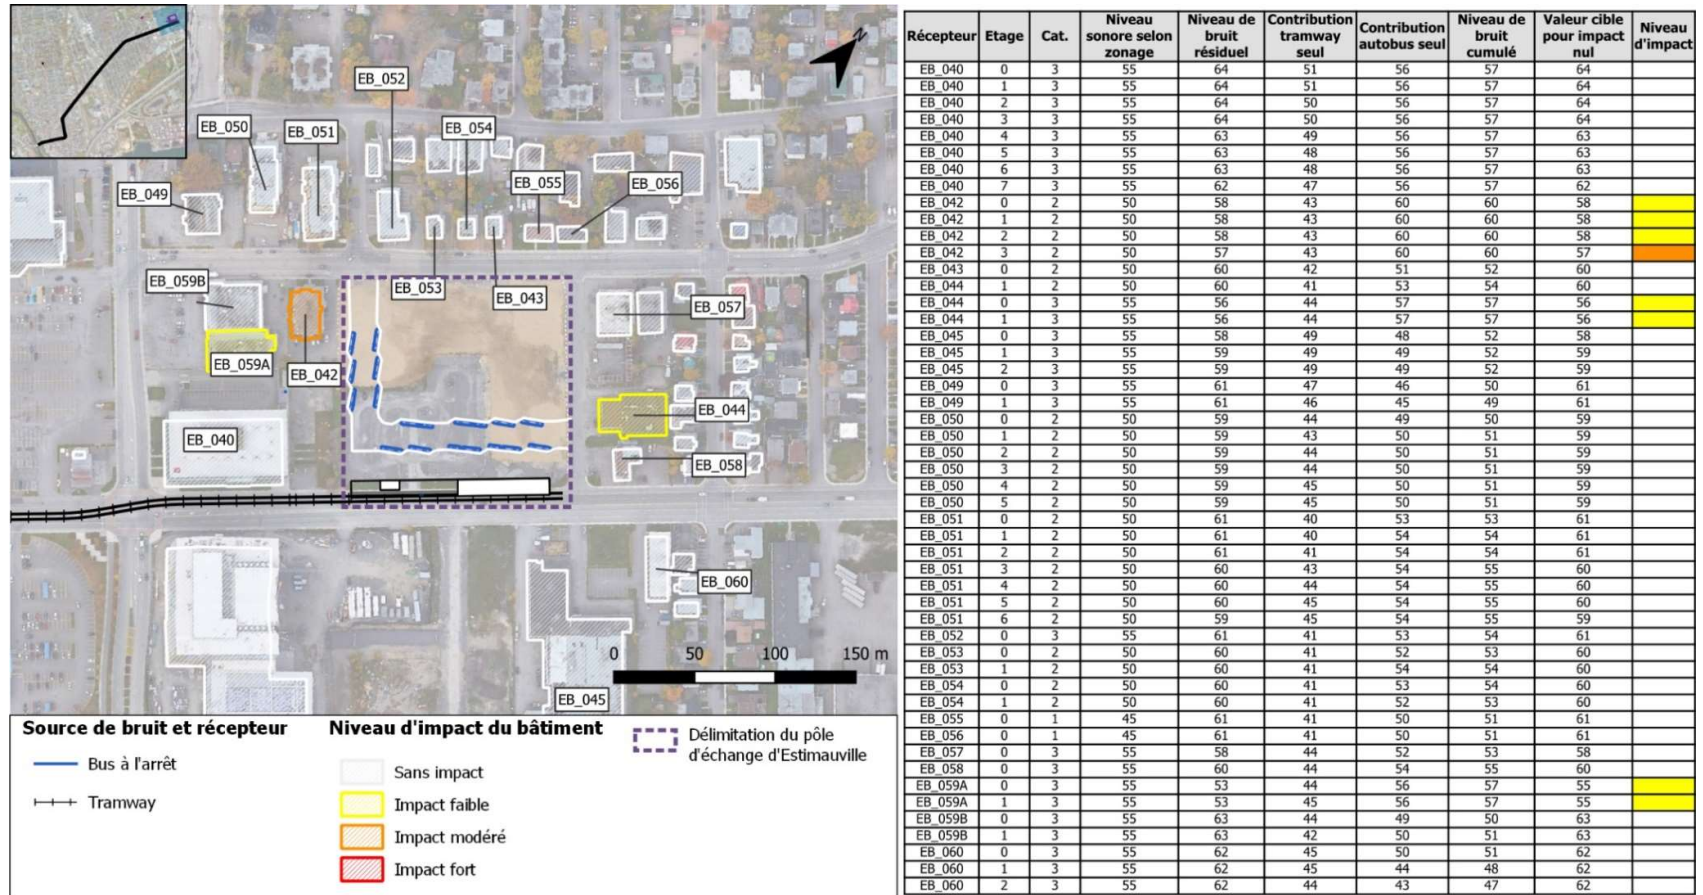 N
EB_052
EB_050
EB_051
EB_054
EB_049
EB_055
EB_056
EB_059B
EB_053
EB_043
EB_057
EB_059A
EB_042
EB_044
EB_040
EB_058
EB_060
0 50 100 150 m
EB_045
Source de bruit et récepteur
Bus à l'arrêt
Tramway
Niveau d'impact du bâtiment
Sans impact
Impact faible
Impact modéré
Impact fort
Délimitation du pôle
d'échange d'Estimauville
Récepteur Etage Cat. Niveau sonore selon zonage Niveau de bruit résiduel Contribution tramway seul Contribution autobus seul Niveau de bruit cumulé Valeur cible pour impact nul Niveau d'impact
EB_040 0 3 55 64 51 56 57 64
EB_040 1 3 55 64 51 56 57 64
EB_040 2 3 55 64 50 56 57 64
EB_040 3 3 55 64 50 56 57 64
EB_040 4 3 55 63 49 56 57 63
EB_040 5 3 55 63 48 56 57 63
EB_040 6 3 55 63 48 56 57 63
EB_040 7 3 55 62 47 56 57 62
EB_042 0 2 50 58 43 60 60 58
EB_042 1 2 50 58 43 60 60 58
EB_042 2 2 50 58 43 60 60 58
EB_042 3 2 50 57 43 60 60 57
EB_043 0 2 50 60 42 51 52 60
EB_043 1 2 50 60 41 53 54 60
EB_044 0 3 55 56 44 57 57 56
EB_044 1 3 55 56 44 57 57 56
EB_045 0 3 55 58 49 48 52 58
EB_045 1 3 55 59 49 49 52 59
EB_045 2 3 55 59 49 49 52 59
EB_049 0 3 55 61 47 46 50 61
EB_049 1 3 55 61 46 45 49 61
EB_050 0 2 50 59 44 49 50 59
EB_050 1 2 50 59 43 50 51 59
EB_050 2 2 50 59 44 50 51 59
EB_050 3 2 50 59 44 50 51 59
EB_050 4 2 50 59 45 50 51 59
EB_050 5 2 50 59 45 50 51 59
EB_051 0 2 50 61 40 53 53 61
EB_051 1 2 50 61 40 54 54 61
EB_051 2 2 50 61 41 54 54 61
EB_051 3 2 50 60 43 54 55 60
EB_051 4 2 50 60 44 54 55 60
EB_051 5 2 50 60 45 54 55 60
EB_051 6 2 50 59 45 54 55 59
EB_052 0 3 55 61 41 53 54 61
EB_053 0 2 50 60 41 52 53 60
EB_053 1 2 50 60 41 54 54 60
EB_054 0 2 50 60 41 53 54 60
EB_054 1 2 50 60 41 52 53 60
EB_055 0 1 45 61 41 50 51 61
EB_056 0 1 45 61 41 50 51 61
EB_057 0 3 55 58 44 52 53 58
EB_058 0 3 55 60 44 54 55 60
EB_059A 0 3 55 53 44 56 57 55
EB_059A 1 3 55 53 45 56 57 55
EB_059B 0 3 55 63 44 49 50 63
EB_059B 1 3 55 63 42 50 51 63
EB_060 0 3 55 62 45 50 51 62
EB_060 1 3 55 62 45 44 48 62
EB_060 2 3 55 62 44 43 47 62